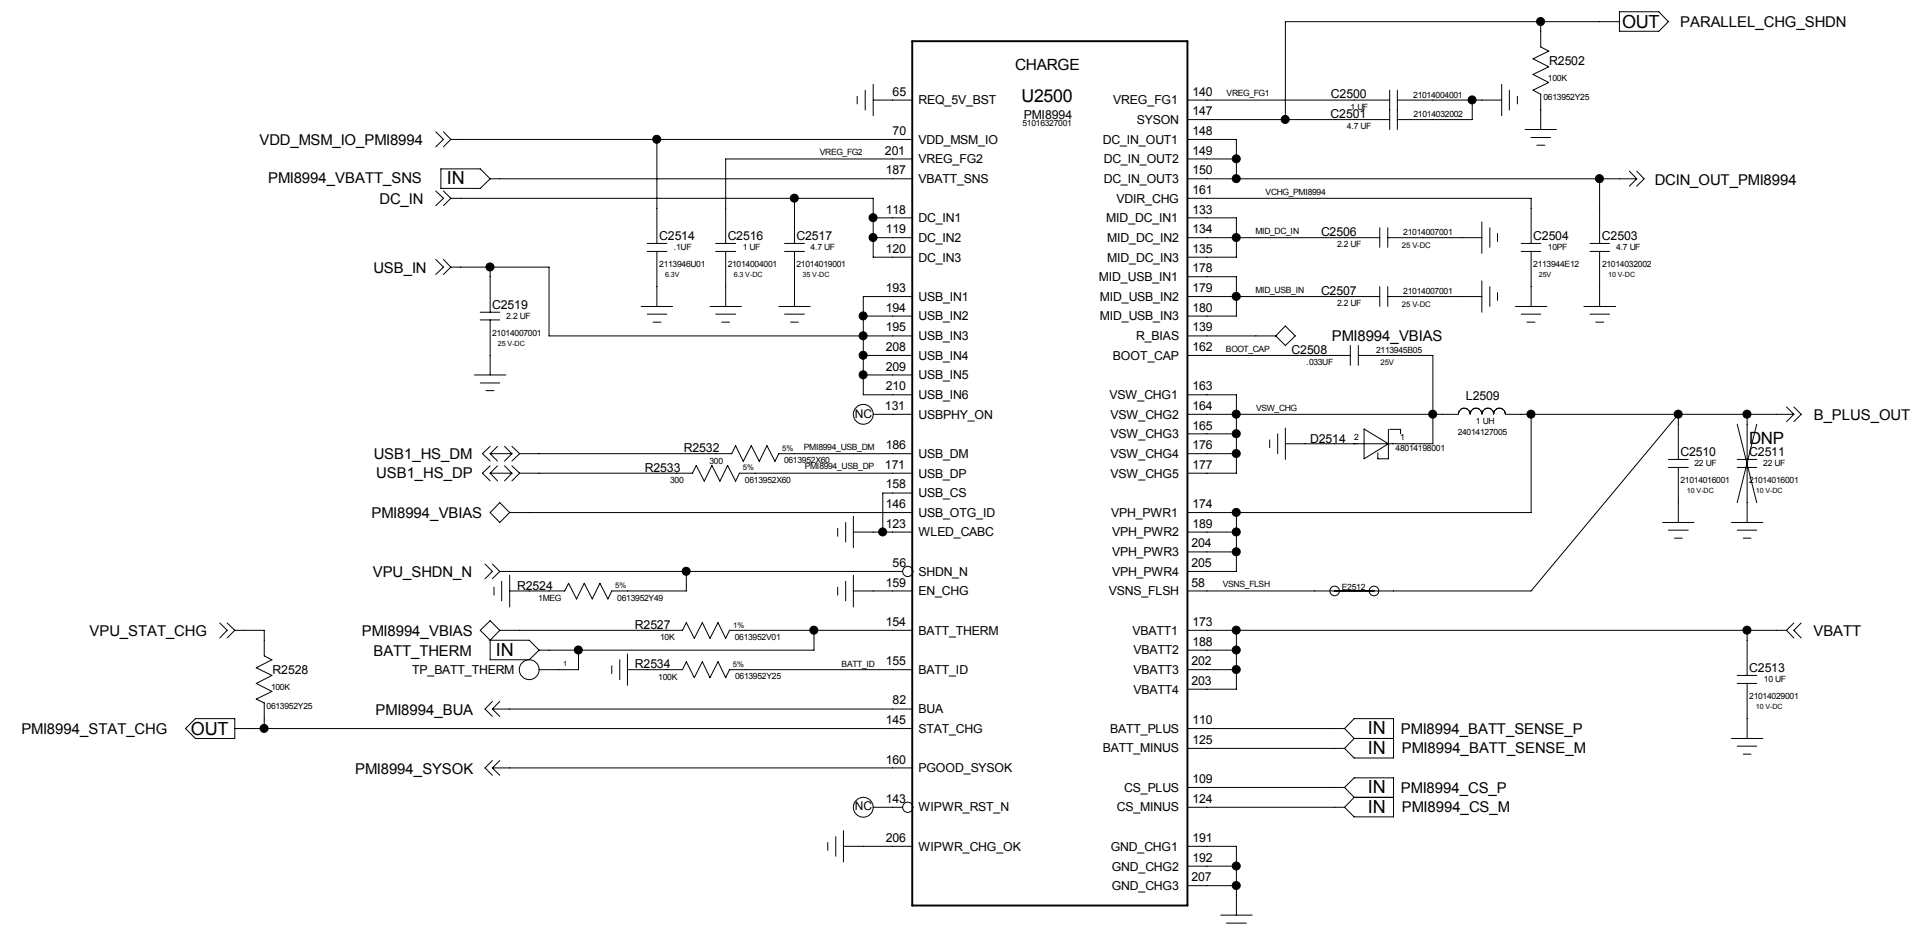 OUT PARALLEL_CHG_SHDN
R2502
100K
0613952Y25
CHARGE
U2500
PMI8994
51016327001
65 REQ_5V_BST
VDD_MSM_IO_PMI8994 70 VDD_MSM_IO
VREG_FG2 201 VREG_FG2
PMI8994_VBATT_SNS IN 187 VBATT_SNS
DC_IN
118 DC_IN1
119 DC_IN2
120 DC_IN3
C2514
.1UF
2113946U01
6.3V
C2516
1 UF
21014004001
6.3 V-DC
C2517
4.7 UF
21014019001
35 V-DC
USB_IN
C2519
2.2 UF
21014007001
25 V-DC
193 USB_IN1
194 USB_IN2
195 USB_IN3
208 USB_IN4
209 USB_IN5
210 USB_IN6
NC 131 USBPHY_ON
USB1_HS_DM R2532 300 5% 0613952X60 PMI8994_USB_DM 186 USB_DM
USB1_HS_DP R2533 300 5% 0613952X60 PMI8994_USB_DP 171 USB_DP
158 USB_CS
PMI8994_VBIAS 146 USB_OTG_ID
123 WLED_CABC
VPU_SHDN_N 56 SHDN_N
R2524 1MEG 5% 0613952Y49
159 EN_CHG
VPU_STAT_CHG
R2528
100K
0613952Y25
PMI8994_VBIAS R2527 10K 1% 0613952V01 154 BATT_THERM
BATT_THERM IN
TP_BATT_THERM 1
R2534 100K 5% 0613952Y25 BATT_ID 155 BATT_ID
PMI8994_BUA 82 BUA
PMI8994_STAT_CHG OUT 145 STAT_CHG
PMI8994_SYSOK 160 PGOOD_SYSOK
NC 143 WIPWR_RST_N
206 WIPWR_CHG_OK
VREG_FG1 140 VREG_FG1 C2500 1 UF 21014004001
SYSON 147 C2501 4.7 UF 21014032002
DC_IN_OUT1 148
DC_IN_OUT2 149
DC_IN_OUT3 150 DCIN_OUT_PMI8994
VDIR_CHG 161 VCHG_PMI8994
MID_DC_IN1 133
MID_DC_IN2 134 MID_DC_IN C2506 2.2 UF 21014007001 25 V-DC
MID_DC_IN3 135
C2504
10PF
2113944E12
25V
C2503
4.7 UF
21014032002
10 V-DC
MID_USB_IN1 178
MID_USB_IN2 179 MID_USB_IN C2507 2.2 UF 21014007001 25 V-DC
MID_USB_IN3 180
R_BIAS 139 PMI8994_VBIAS
BOOT_CAP 162 BOOT_CAP C2508 .033UF 2113945B05 25V
VSW_CHG1 163
VSW_CHG2 164 VSW_CHG
VSW_CHG3 165
VSW_CHG4 176
VSW_CHG5 177
L2509
1 UH
24014127005
B_PLUS_OUT
D2514 2 1 48014198001
C2510
22 UF
21014016001
10 V-DC
DNP
C2511
22 UF
21014016001
10 V-DC
VPH_PWR1 174
VPH_PWR2 189
VPH_PWR3 204
VPH_PWR4 205
VSNS_FLSH 58 VSNS_FLSH E2512
VBATT1 173 VBATT
VBATT2 188
VBATT3 202
VBATT4 203
C2513
10 UF
21014029001
10 V-DC
BATT_PLUS 110 IN PMI8994_BATT_SENSE_P
BATT_MINUS 125 IN PMI8994_BATT_SENSE_M
CS_PLUS 109 IN PMI8994_CS_P
CS_MINUS 124 IN PMI8994_CS_M
GND_CHG1 191
GND_CHG2 192
GND_CHG3 207